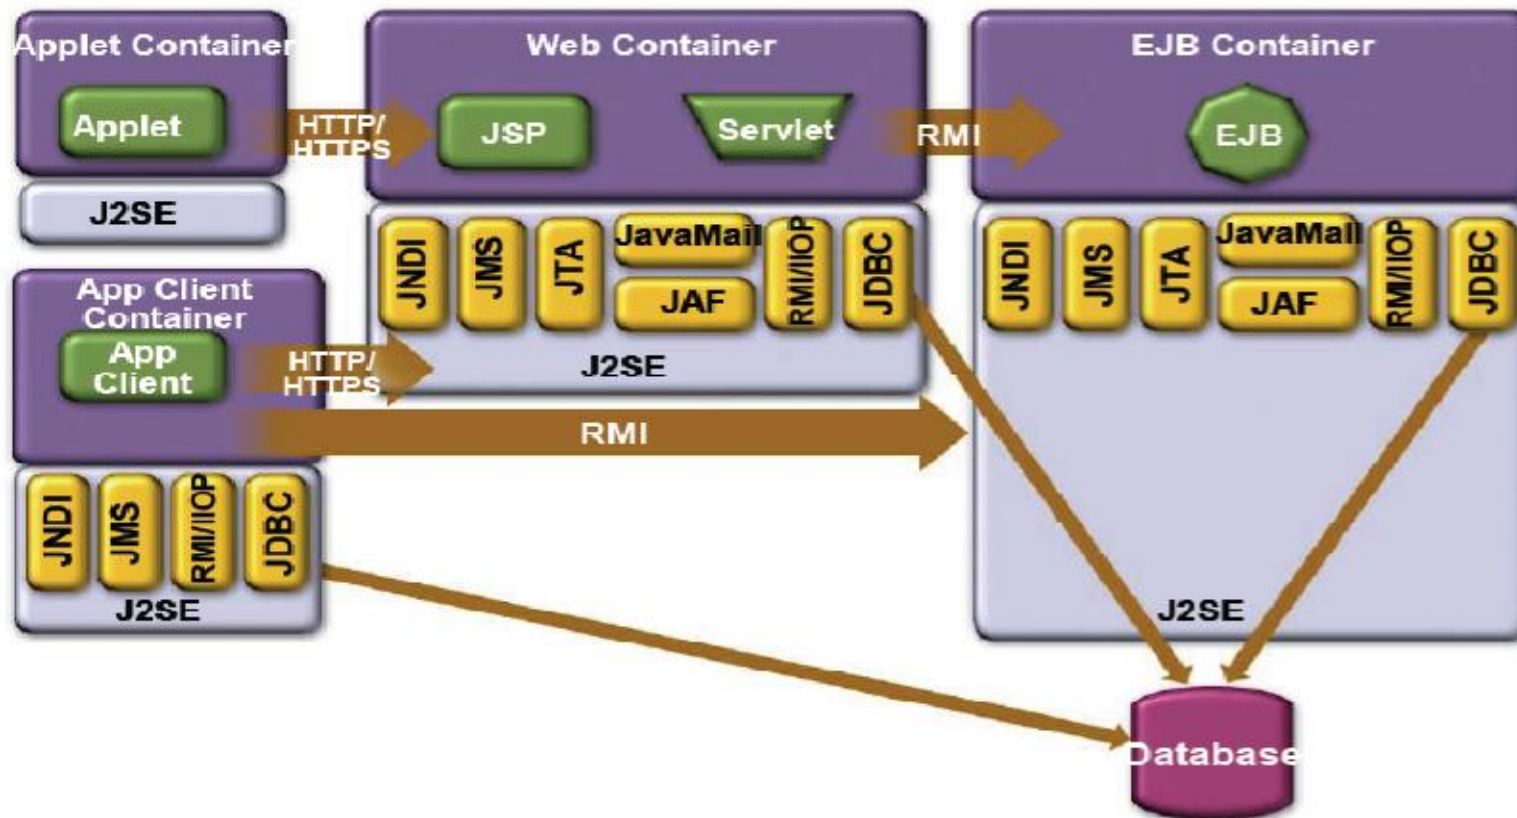 Applet Container
Applet
HTTP/
HTTPS
J2SE
Web Container
JSP
Servlet
RMI
JNDI
JMS
JTA
JavaMail
JAF
RMI/IIOP
JDBC
J2SE
EJB Container
EJB
JNDI
JMS
JTA
JavaMail
JAF
RMI/IIOP
JDBC
J2SE
App Client
Container
App
Client
HTTP/
HTTPS
RMI
JNDI
JMS
RMI/IIOP
JDBC
J2SE
Database